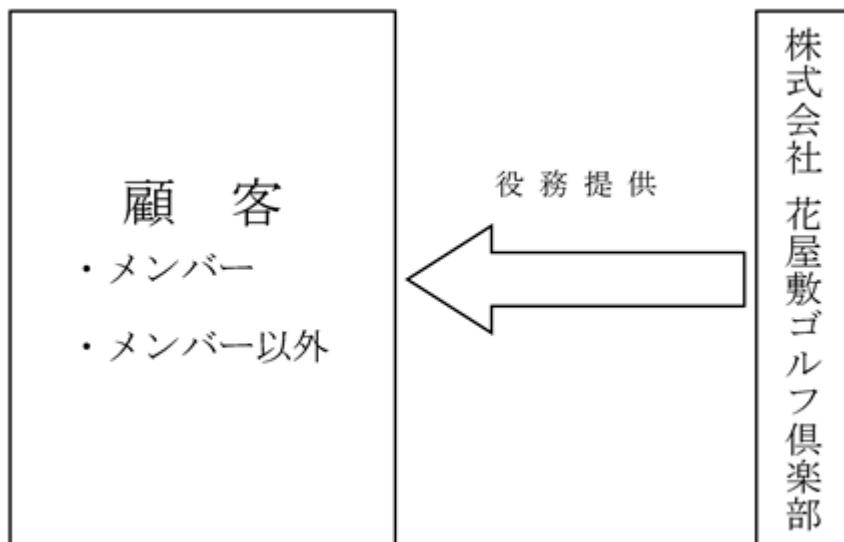 顧 客
・メンバー
・メンバー以外
役務提供
株式会社 花屋敷ゴルフ倶楽部